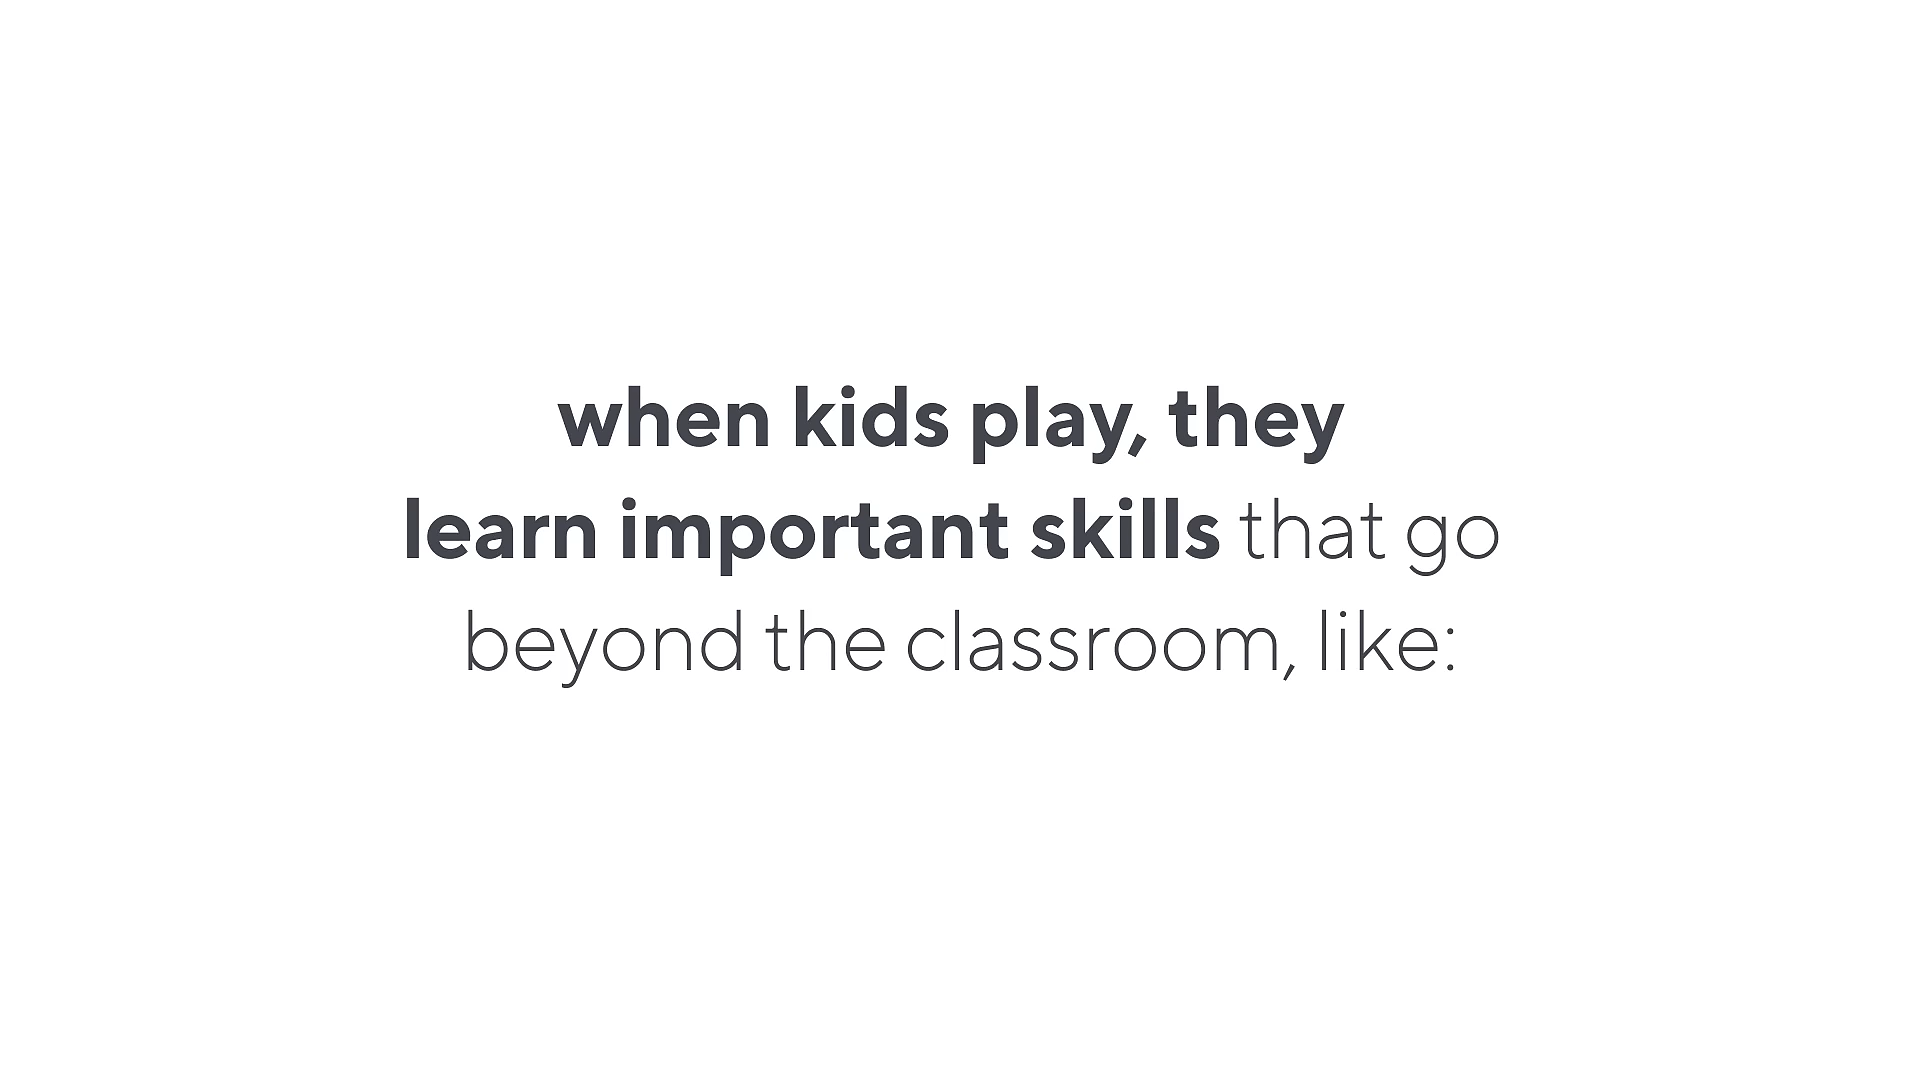 when kids play, they
learn important skills that go
beyond the classroom, like: